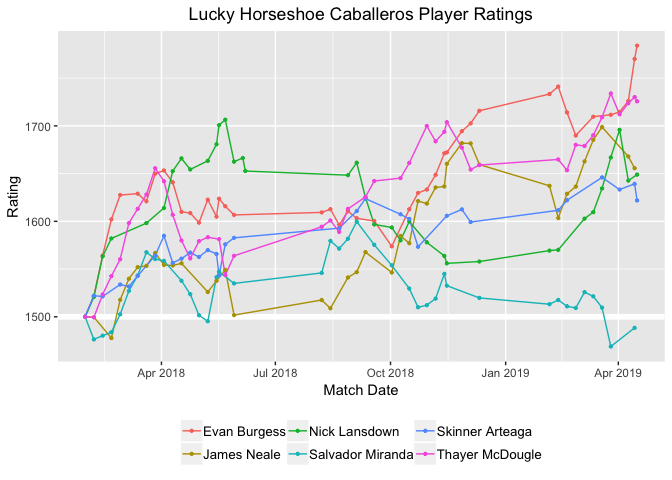 Lucky Horseshoe Caballeros Player Ratings
Rating
1700
1600
1500
Apr 2018 Jul 2018 Oct 2018 Jan 2019 Apr 2019
Match Date
Evan Burgess Nick Lansdown Skinner Arteaga
James Neale Salvador Miranda Thayer McDougle